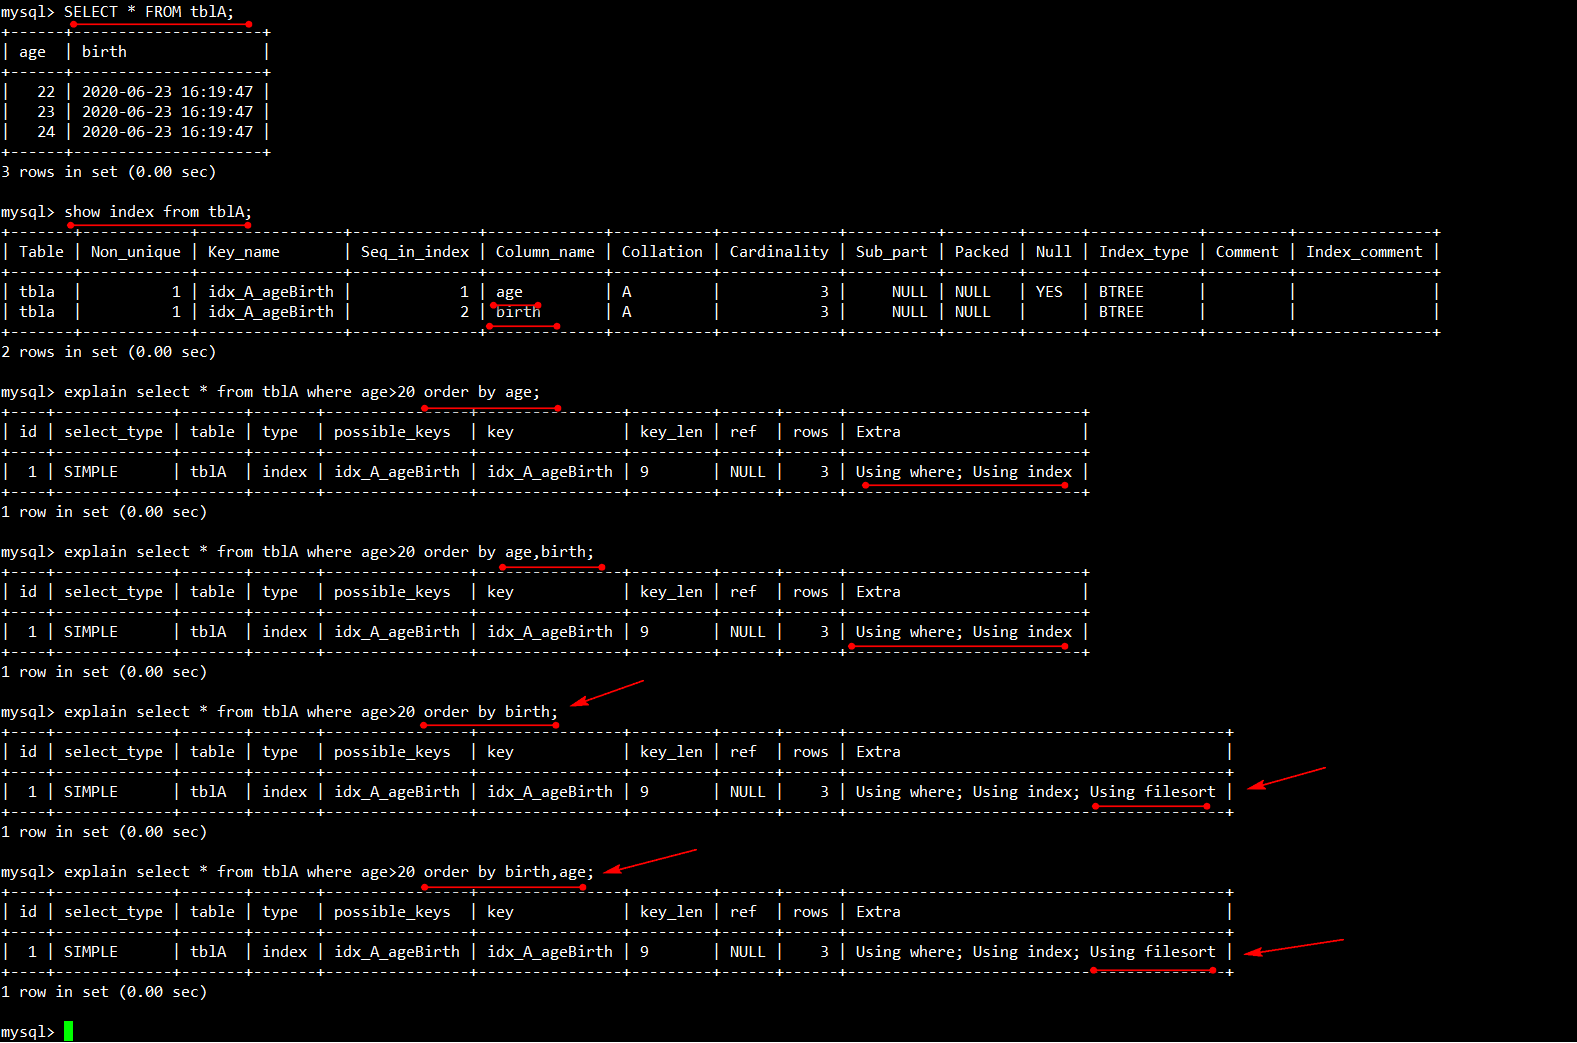 mysql> SELECT * FROM tblA;
+------+---------------------+
| age  | birth               |
+------+---------------------+
|   22 | 2020-06-23 16:19:47 |
|   23 | 2020-06-23 16:19:47 |
|   24 | 2020-06-23 16:19:47 |
+------+---------------------+
3 rows in set (0.00 sec)

mysql> show index from tblA;
+-------+------------+----------------+--------------+-------------+-----------+-------------+----------+--------+------+------------+---------+---------------+
| Table | Non_unique | Key_name       | Seq_in_index | Column_name | Collation | Cardinality | Sub_part | Packed | Null | Index_type | Comment | Index_comment |
+-------+------------+----------------+--------------+-------------+-----------+-------------+----------+--------+------+------------+---------+---------------+
| tbla  |          1 | idx_A_ageBirth |            1 | age         | A         |           3 |     NULL | NULL   | YES  | BTREE      |         |               |
| tbla  |          1 | idx_A_ageBirth |            2 | birth       | A         |           3 |     NULL | NULL   |      | BTREE      |         |               |
+-------+------------+----------------+--------------+-------------+-----------+-------------+----------+--------+------+------------+---------+---------------+
2 rows in set (0.00 sec)

mysql> explain select * from tblA where age>20 order by age;
+----+-------------+-------+-------+----------------+----------------+---------+------+------+--------------------------+
| id | select_type | table | type  | possible_keys  | key            | key_len | ref  | rows | Extra                    |
+----+-------------+-------+-------+----------------+----------------+---------+------+------+--------------------------+
|  1 | SIMPLE      | tblA  | index | idx_A_ageBirth | idx_A_ageBirth | 9       | NULL |    3 | Using where; Using index |
+----+-------------+-------+-------+----------------+----------------+---------+------+------+--------------------------+
1 row in set (0.00 sec)

mysql> explain select * from tblA where age>20 order by age,birth;
+----+-------------+-------+-------+----------------+----------------+---------+------+------+--------------------------+
| id | select_type | table | type  | possible_keys  | key            | key_len | ref  | rows | Extra                    |
+----+-------------+-------+-------+----------------+----------------+---------+------+------+--------------------------+
|  1 | SIMPLE      | tblA  | index | idx_A_ageBirth | idx_A_ageBirth | 9       | NULL |    3 | Using where; Using index |
+----+-------------+-------+-------+----------------+----------------+---------+------+------+--------------------------+
1 row in set (0.00 sec)

mysql> explain select * from tblA where age>20 order by birth;
+----+-------------+-------+-------+----------------+----------------+---------+------+------+------------------------------------------+
| id | select_type | table | type  | possible_keys  | key            | key_len | ref  | rows | Extra                                    |
+----+-------------+-------+-------+----------------+----------------+---------+------+------+------------------------------------------+
|  1 | SIMPLE      | tblA  | index | idx_A_ageBirth | idx_A_ageBirth | 9       | NULL |    3 | Using where; Using index; Using filesort |
+----+-------------+-------+-------+----------------+----------------+---------+------+------+------------------------------------------+
1 row in set (0.00 sec)

mysql> explain select * from tblA where age>20 order by birth,age;
+----+-------------+-------+-------+----------------+----------------+---------+------+------+------------------------------------------+
| id | select_type | table | type  | possible_keys  | key            | key_len | ref  | rows | Extra                                    |
+----+-------------+-------+-------+----------------+----------------+---------+------+------+------------------------------------------+
|  1 | SIMPLE      | tblA  | index | idx_A_ageBirth | idx_A_ageBirth | 9       | NULL |    3 | Using where; Using index; Using filesort |
+----+-------------+-------+-------+----------------+----------------+---------+------+------+------------------------------------------+
1 row in set (0.00 sec)

mysql>